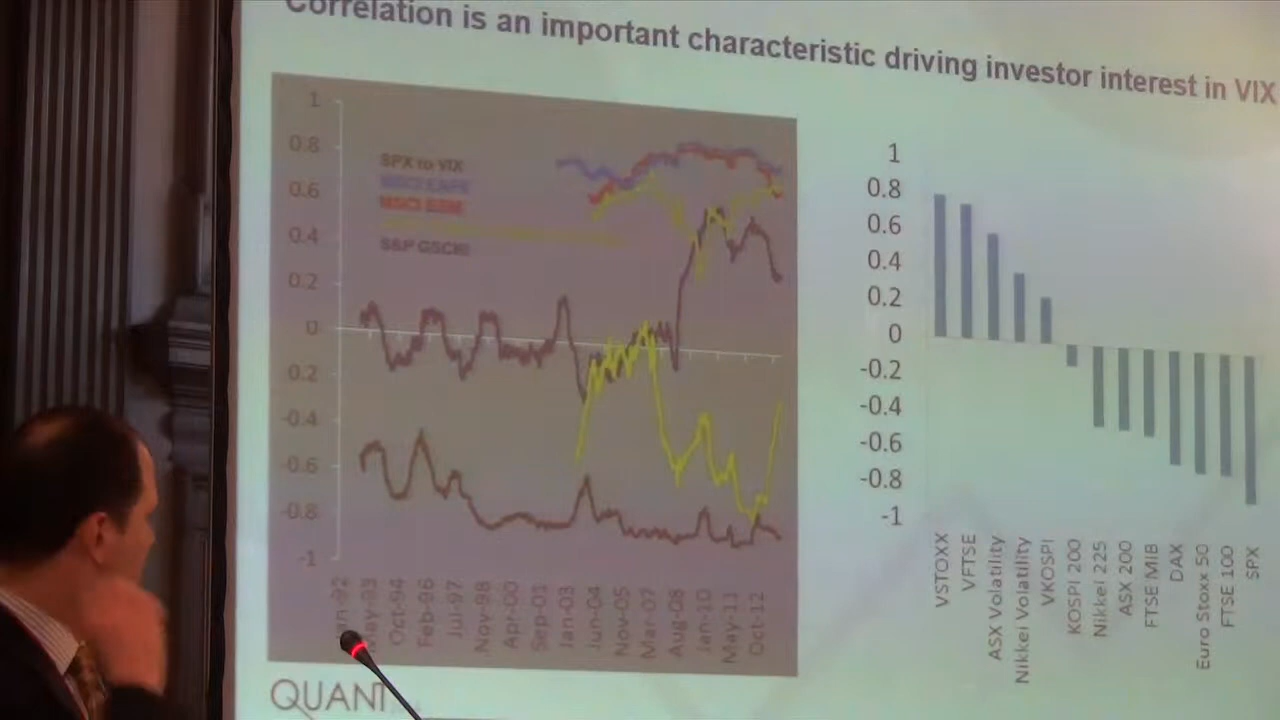 Correlation is an important characteristic driving investor interest in VIX
1
0.8
0.6
0.4
0.2
0
0.2
-0.4
-0.6
-0.8
-1
SPX to VIX
MSCI EAFE
MSCI EM
S&P GSCI
May-93
Oct-94
Feb-96
Jul-97
Nov-98
Apr-00
Sep-01
Jan-03
Jun-04
Nov-05
Mar-07
Aug-08
Jan-10
May-11
Oct-12
1
0.8
0.6
0.4
0.2
0
-0.2
-0.4
-0.6
-0.8
-1
VSTOXX
VFTSE
ASX Volatility
Nikkei Volatility
VKOSPI
KOSPI 200
Nikkei 225
ASX 200
FTSE MIB
DAX
Euro Stoxx 50
FTSE 100
SPX
QUANT